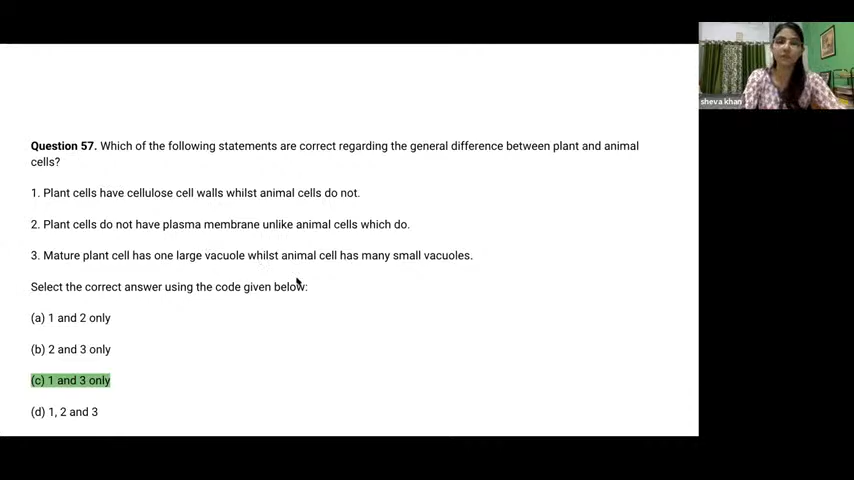 Question 57. Which of the following statements are correct regarding the general difference between plant and animal
cells?
1. Plant cells have cellulose cell walls whilst animal cells do not.
2. Plant cells do not have plasma membrane unlike animal cells which do.
3. Mature plant cell has one large vacuole whilst animal cell has many small vacuoles.
Select the correct answer using the code given below:
(a) 1 and 2 only
(b) 2 and 3 only
(c) 1 and 3 only
(d) 1, 2 and 3
sheva khan